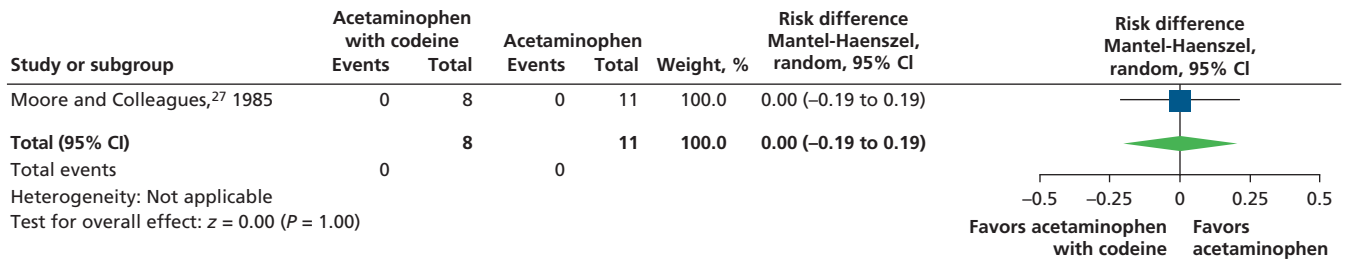 Acetaminophen with codeine Acetaminophen Risk difference Mantel-Haenszel, random, 95% CI Risk difference Mantel-Haenszel, random, 95% CI
Study or subgroup Events Total Events Total Weight, %
Moore and Colleagues,27 1985 0 8 0 11 100.0 0.00 (–0.19 to 0.19)
Total (95% CI) 8 11 100.0 0.00 (–0.19 to 0.19)
Total events 0 0
Heterogeneity: Not applicable
Test for overall effect: z = 0.00 (P = 1.00)
–0.5 –0.25 0 0.25 0.5
Favors acetaminophen with codeine
Favors acetaminophen